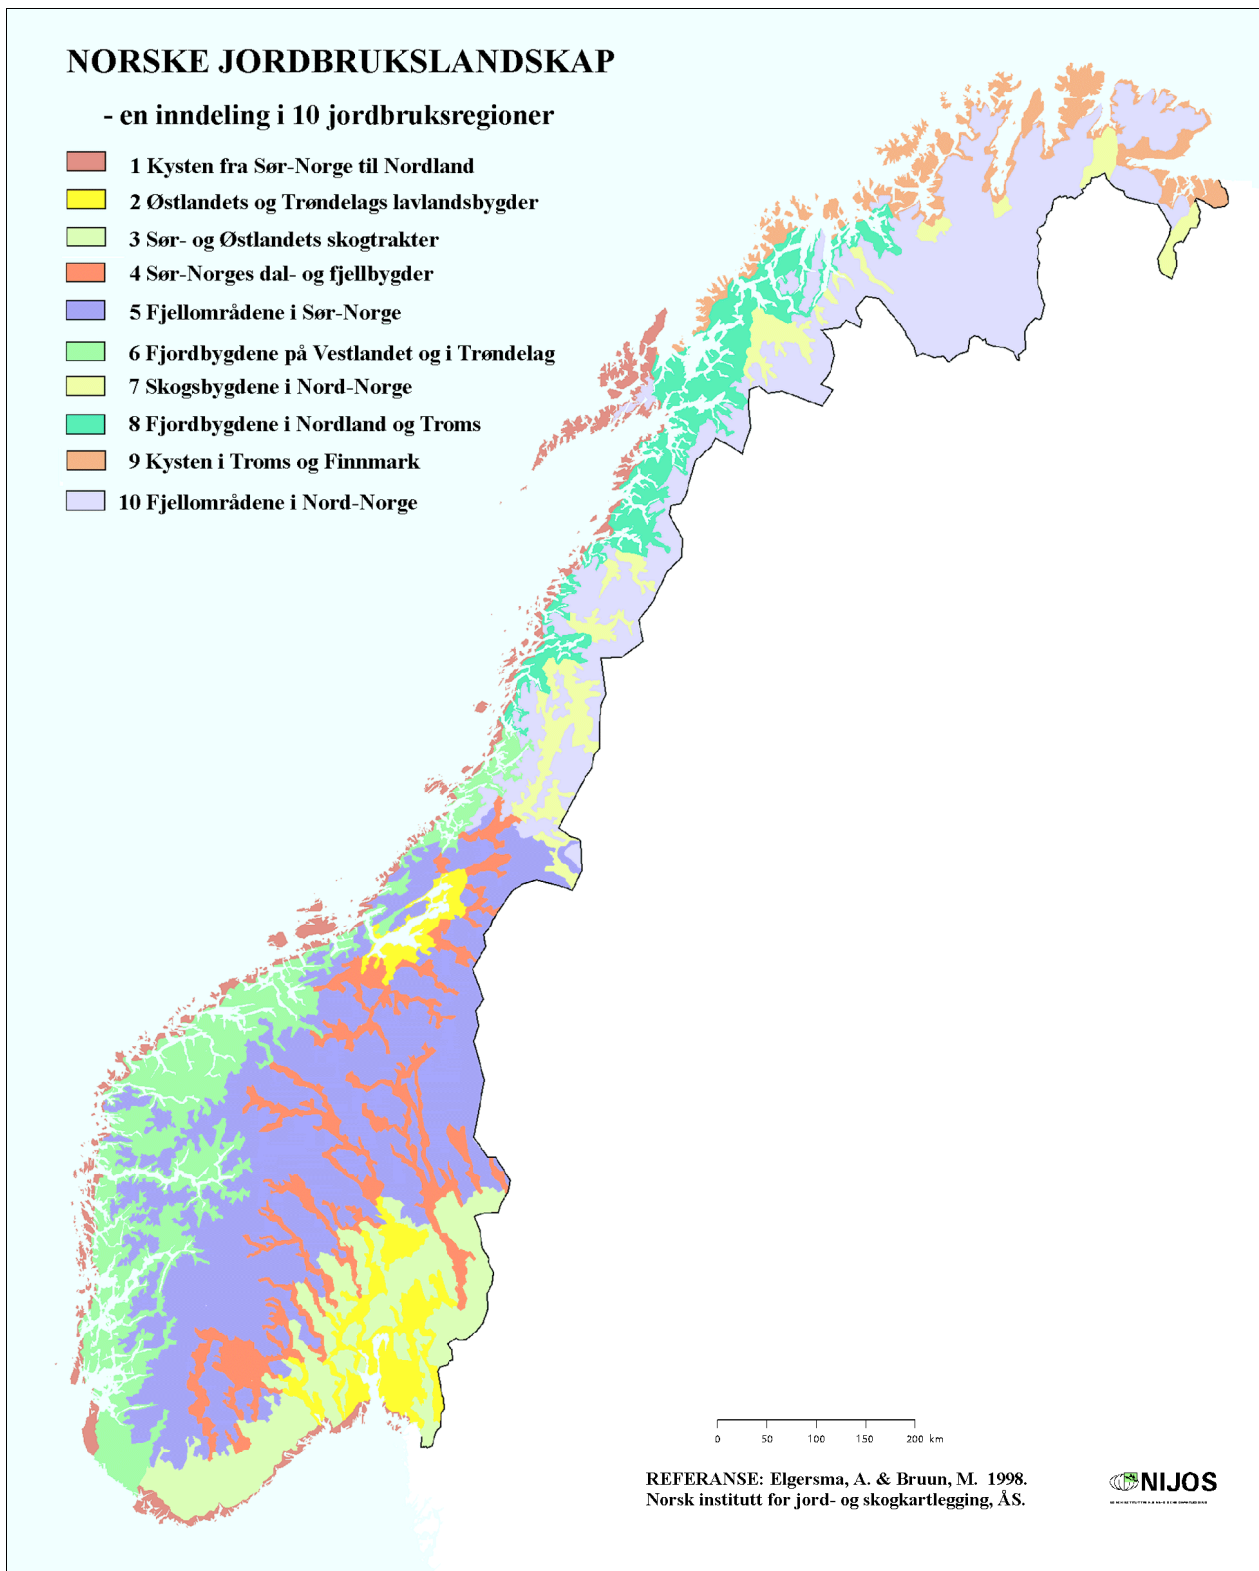 NORSKE JORDBRUKSLANDSKAP
- en inndeling i 10 jordbruksregioner
1 Kysten fra Sør-Norge til Nordland
2 Østlandets og Trøndelags lavlandsbygder
3 Sør- og Østlandets skogtrakter
4 Sør-Norges dal- og fjellbygder
5 Fjellområdene i Sør-Norge
6 Fjordbygdene på Vestlandet og i Trøndelag
7 Skogsbygdene i Nord-Norge
8 Fjordbygdene i Nordland og Troms
9 Kysten i Troms og Finnmark
10 Fjellområdene i Nord-Norge
0 50 100 150 200 km
REFERANSE: Elgersma, A. & Bruun, M. 1998.
Norsk institutt for jord- og skogkartlegging, ÅS.
NIJOS